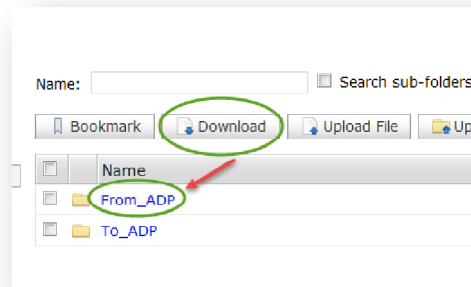 Name: Search sub-folders
Bookmark Download Upload File Up
Name
From_ADP
To_ADP